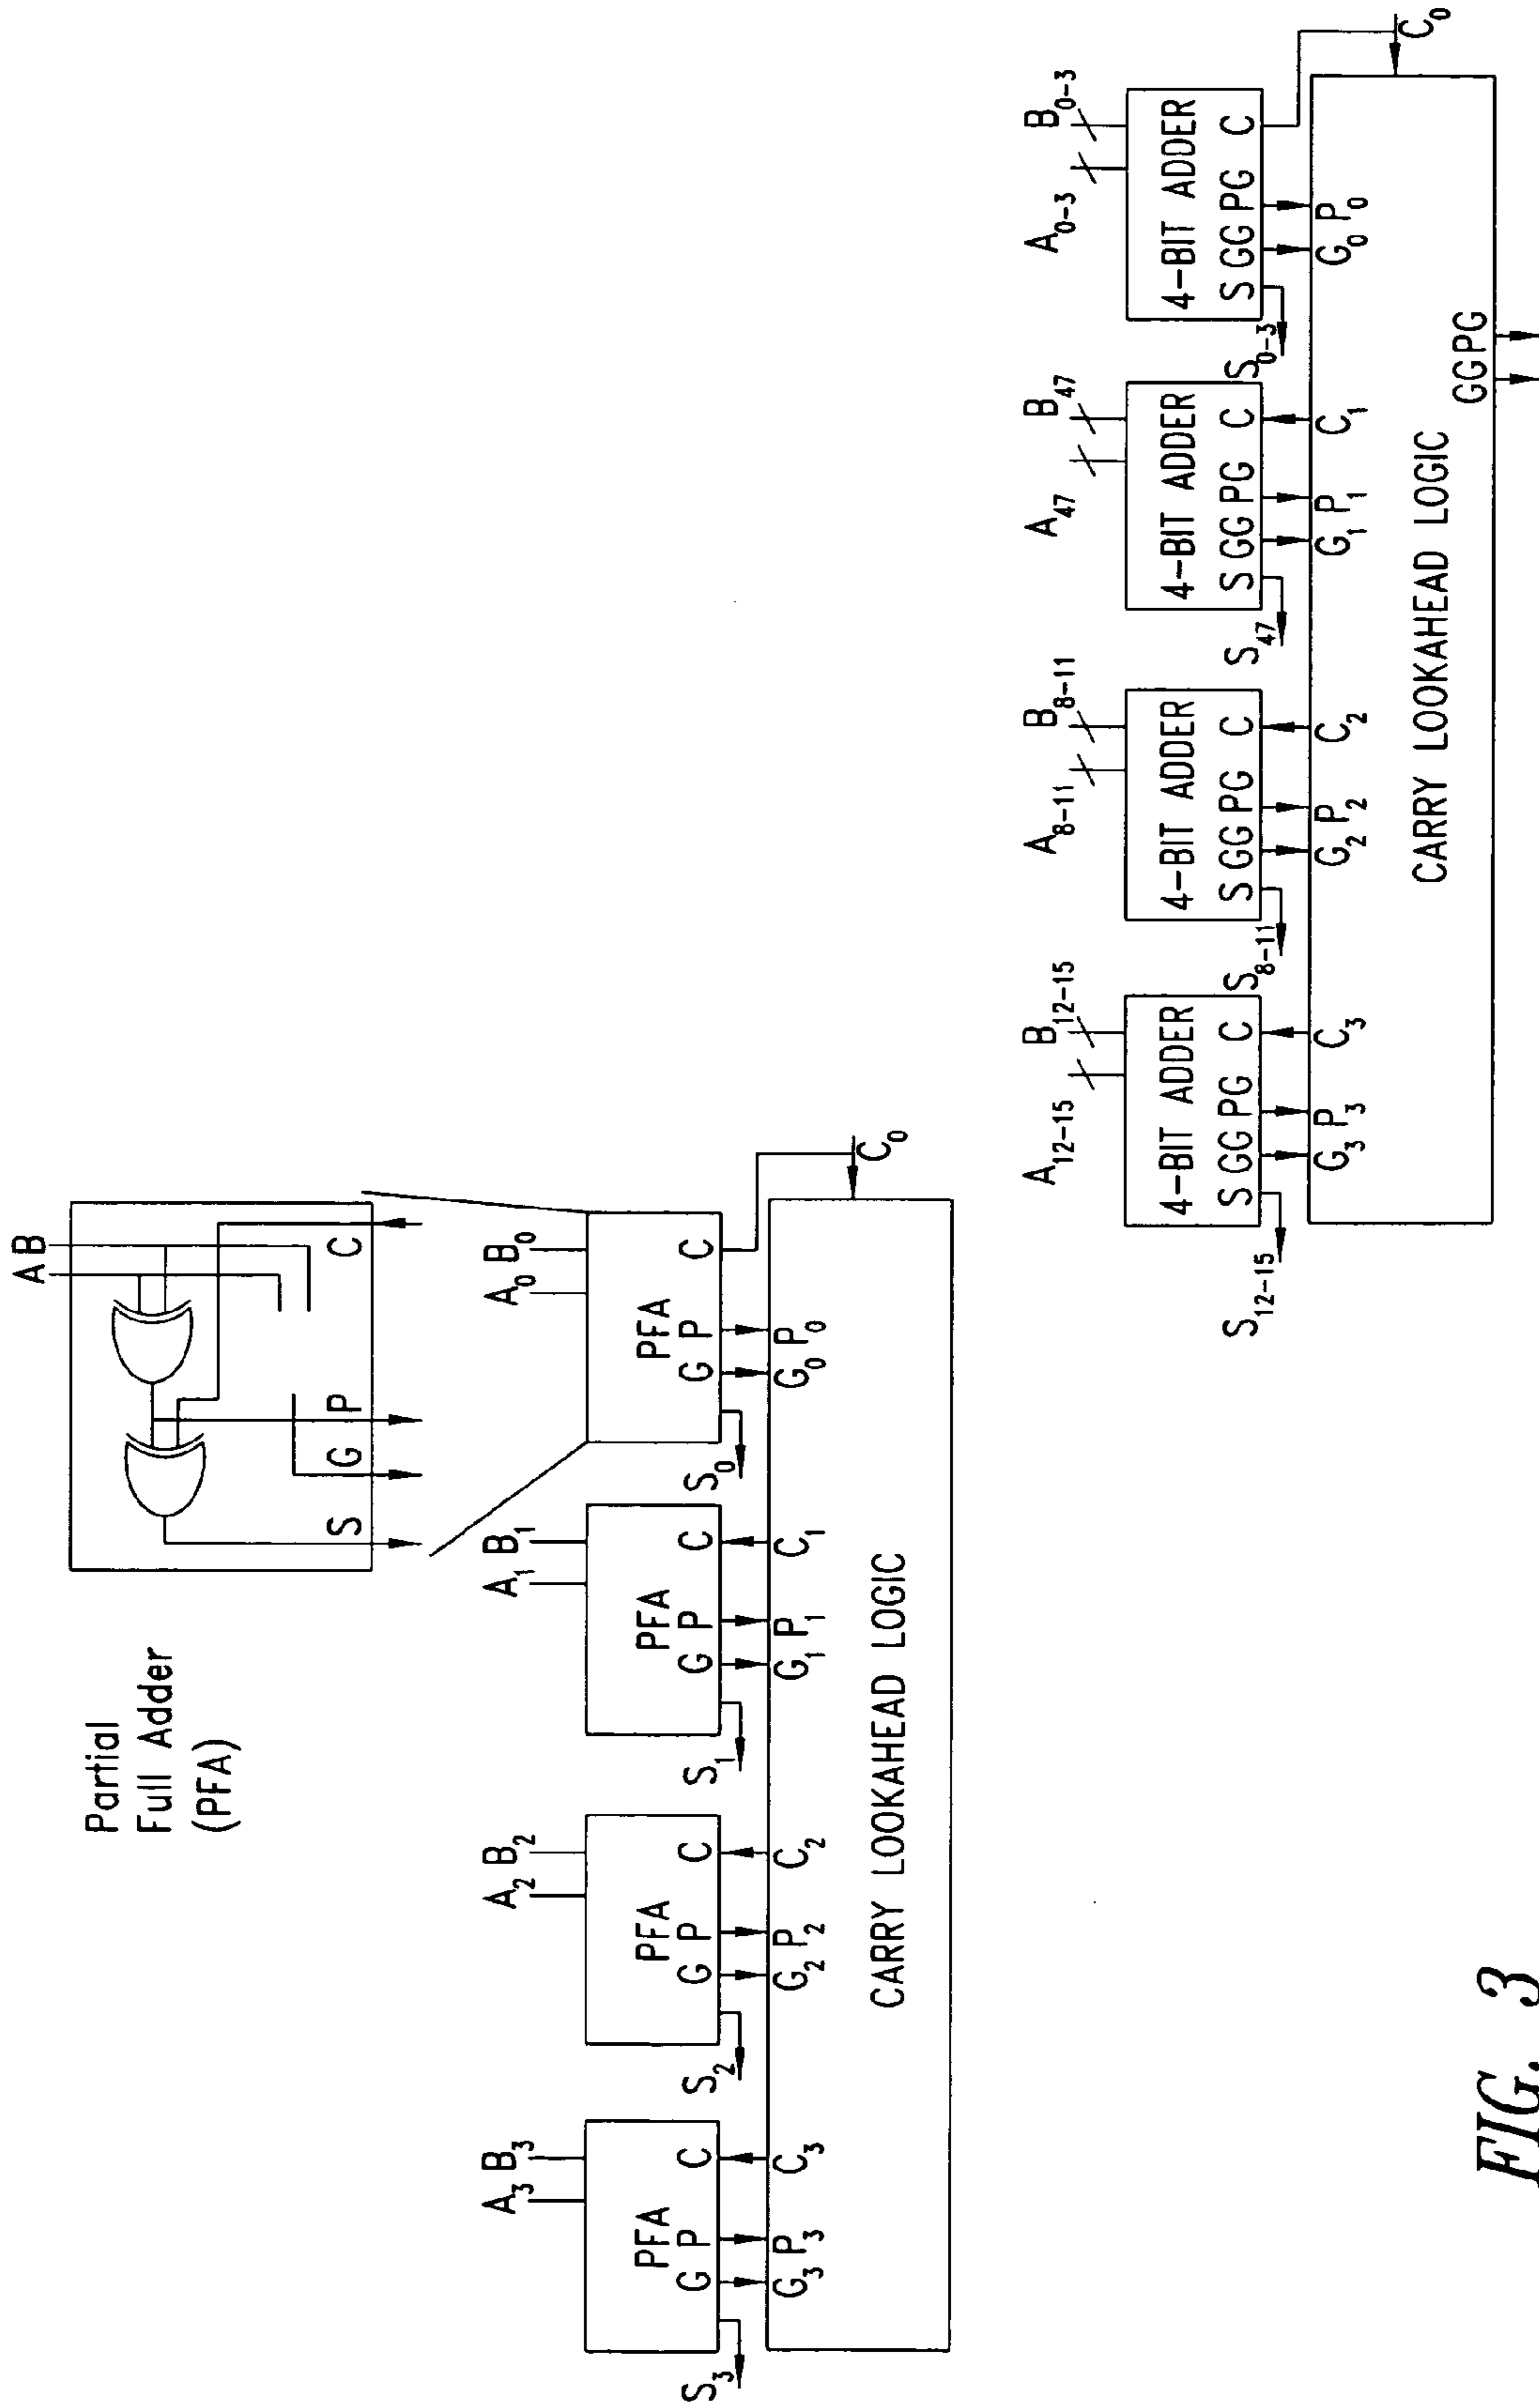 Partial
Full Adder
(PFA)
A B
S G P C
A₃ B₃ A₂ B₂ A₁ B₁ A₀ B₀
PFA PFA PFA PFA
G P C G P C G P C G P C
S₃ S₂ S₁ S₀
G₃ P₃ C₃ G₂ P₂ C₂ G₁ P₁ C₁ G₀ P₀ C₀
CARRY LOOKAHEAD LOGIC
A₁₂₋₁₅ B₁₂₋₁₅ A₈₋₁₁ B₈₋₁₁ A₄₇ B₄₇ A₀₋₃ B₀₋₃
4-BIT ADDER 4-BIT ADDER 4-BIT ADDER 4-BIT ADDER
S GG PG C S GG PG C S GG PG C S GG PG C
S₁₂₋₁₅ S₈₋₁₁ S₄₇ S₀₋₃
G₃ P₃ C₃ G₂ P₂ C₂ G₁ P₁ C₁ G₀ P₀ C₀
CARRY LOOKAHEAD LOGIC
GG PG
FIG. 3